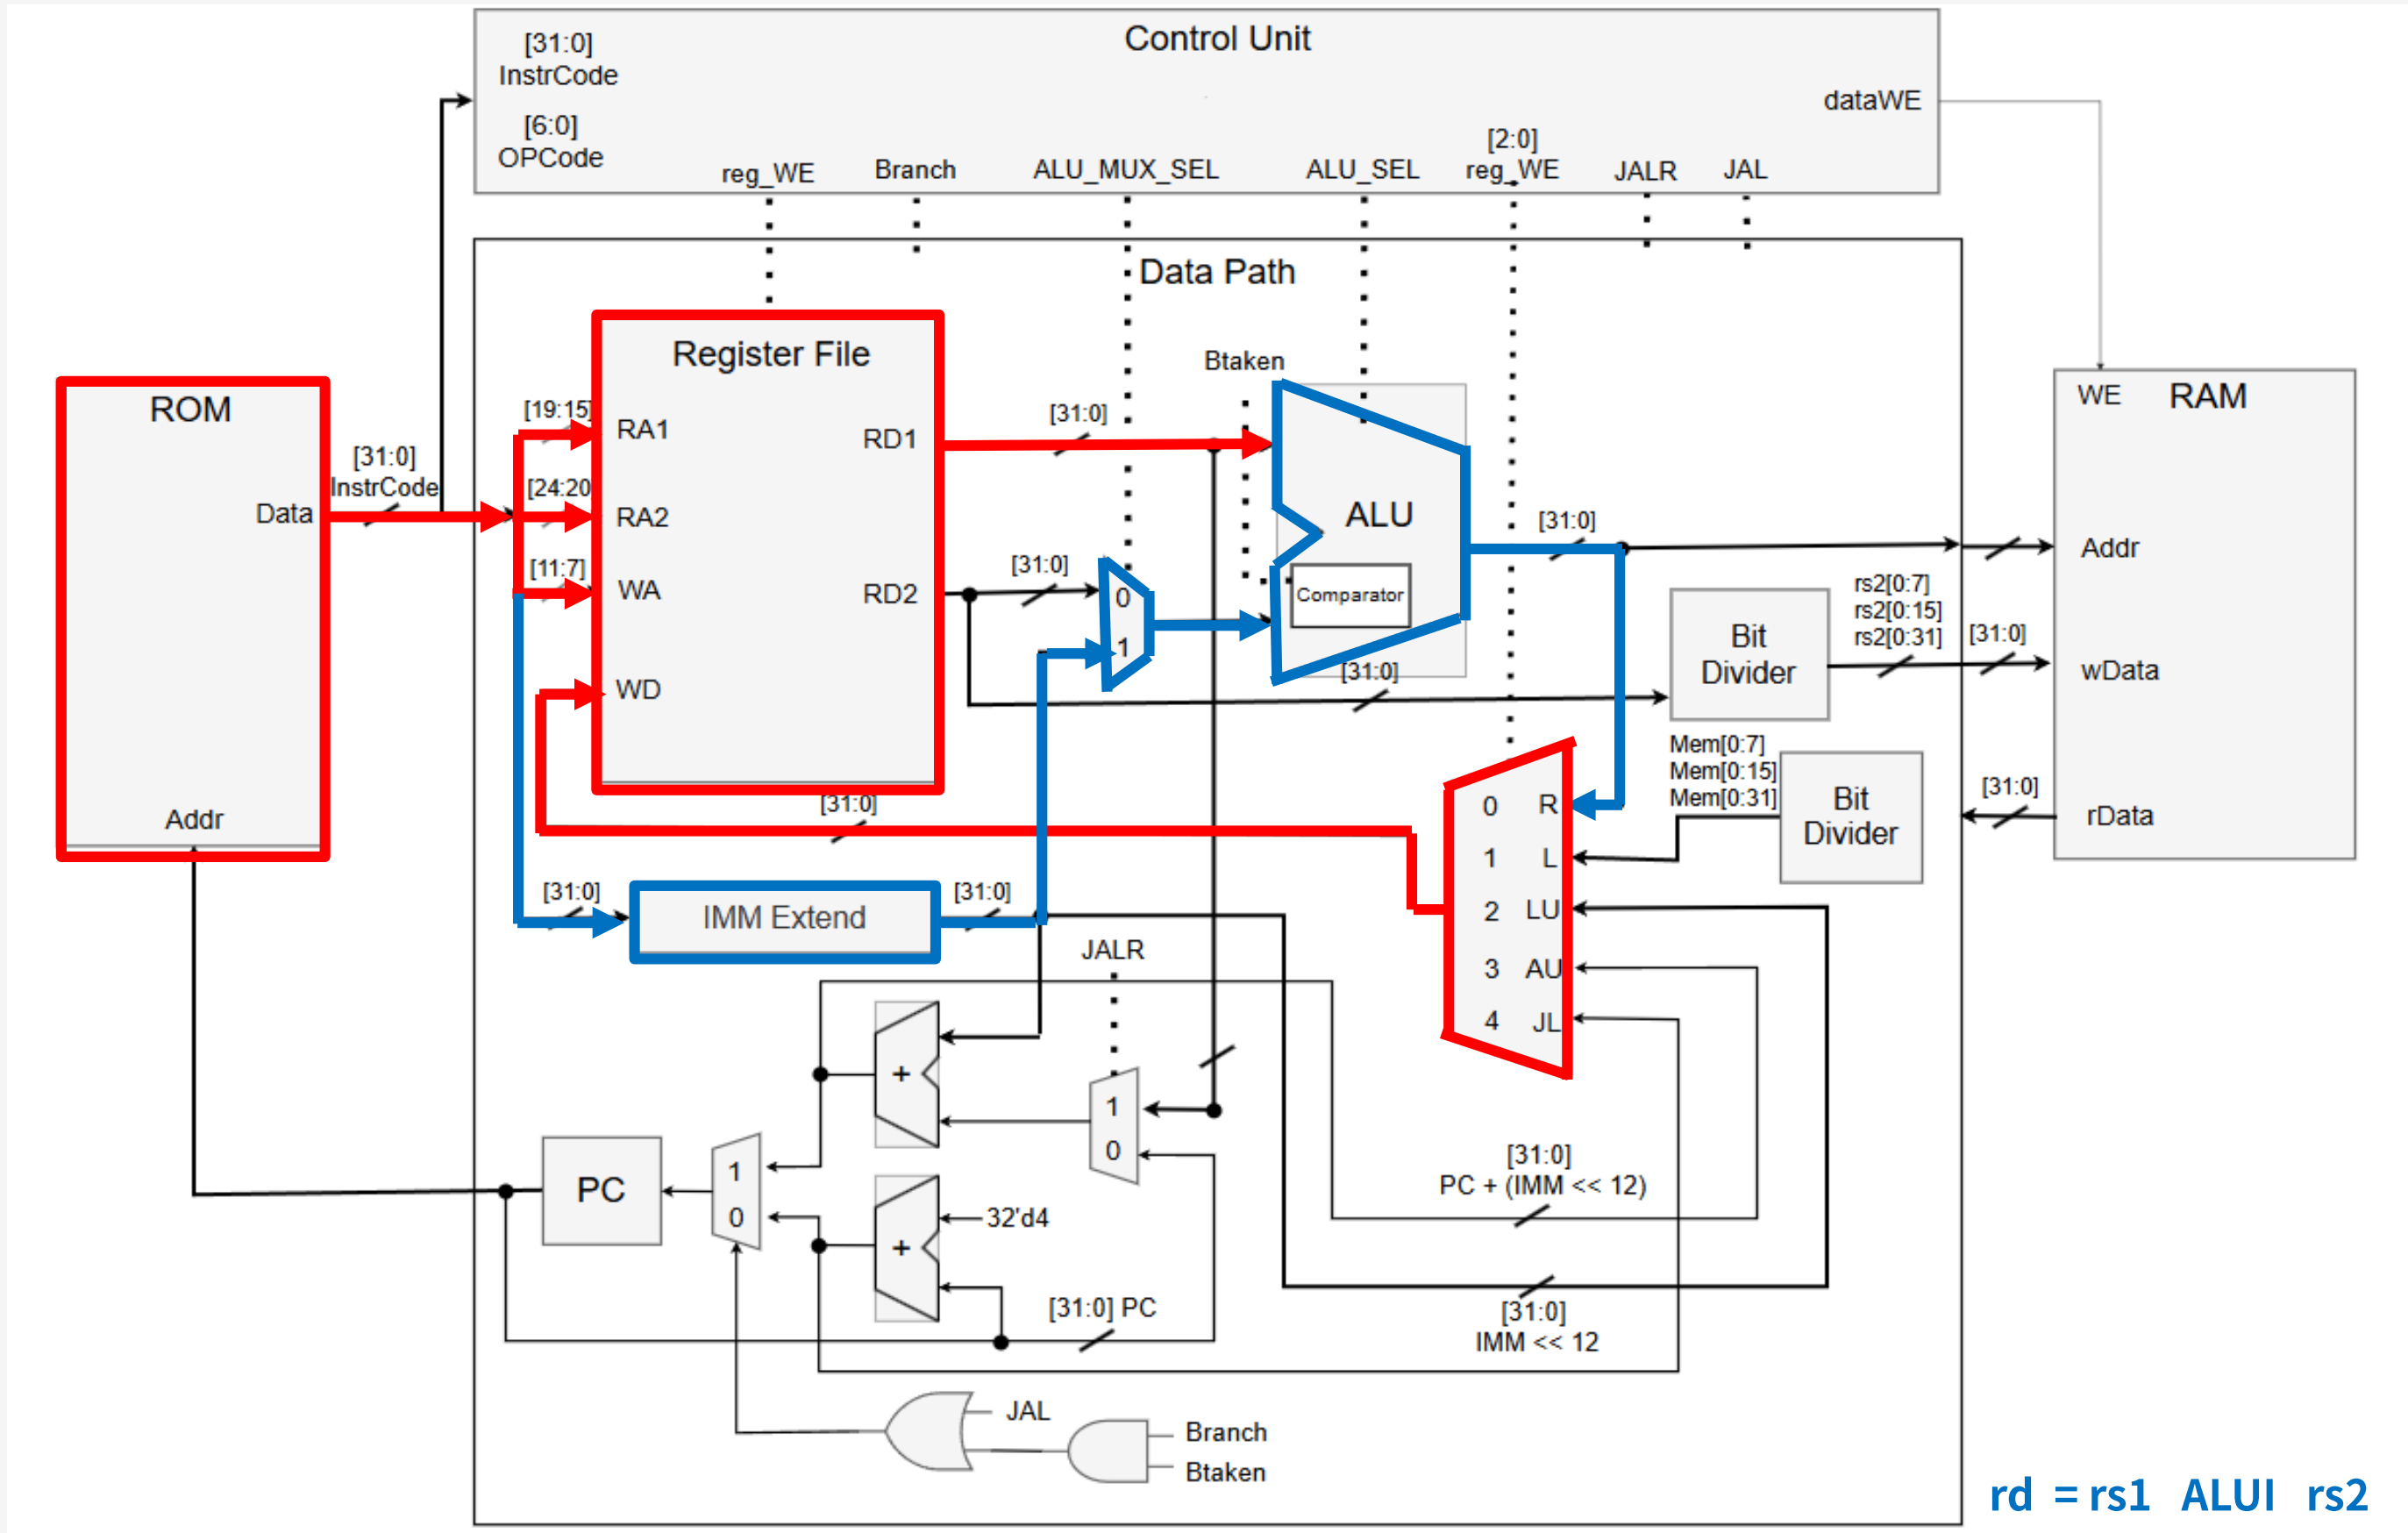 Control Unit
[31:0]
InstrCode
[6:0]
OPCode
dataWE
reg_WE
Branch
ALU_MUX_SEL
ALU_SEL
[2:0]
reg_WE
JALR
JAL
Data Path
ROM
Data
Addr
[31:0]
InstrCode
Register File
[19:15]
RA1
[24:20
RA2
[11:7]
WA
WD
RD1
RD2
[31:0]
[31:0]
0
1
Btaken
ALU
Comparator
[31:0]
[31:0]
Bit
Divider
rs2[0:7]
rs2[0:15]
rs2[0:31]
[31:0]
WE
RAM
Addr
wData
rData
Mem[0:7]
Mem[0:15]
Mem[0:31]
Bit
Divider
[31:0]
[31:0]
0 R
1 L
2 LU
3 AU
4 JL
[31:0]
IMM Extend
[31:0]
JALR
+
1
0
PC
1
0
+
32'd4
[31:0] PC
[31:0]
PC + (IMM << 12)
[31:0]
IMM << 12
JAL
Branch
Btaken
rd = rs1 ALUI rs2